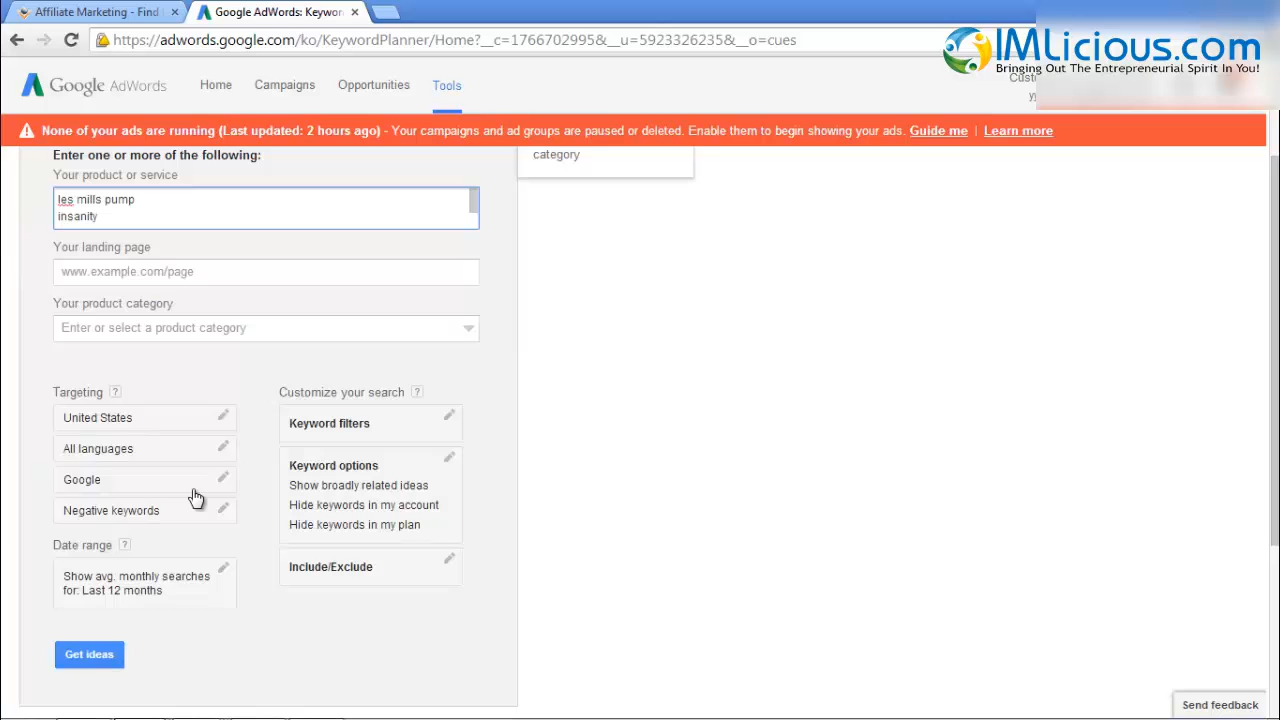 Affiliate Marketing - Find
Google AdWords: Keywor
https://adwords.google.com/ko/KeywordPlanner/Home?__c=1766702995&__u=5923326235&__o=cues
IMLicious.com
Bringing Out The Entrepreneurial Spirit In You!
Google AdWords
Home
Campaigns
Opportunities
Tools
None of your ads are running (Last updated: 2 hours ago) - Your campaigns and ad groups are paused or deleted. Enable them to begin showing your ads. Guide me | Learn more
Enter one or more of the following:
category
Your product or service
les mills pump
insanity
Your landing page
www.example.com/page
Your product category
Enter or select a product category
Targeting ?
United States
All languages
Google
Negative keywords
Date range ?
Show avg. monthly searches
for: Last 12 months
Customize your search ?
Keyword filters
Keyword options
Show broadly related ideas
Hide keywords in my account
Hide keywords in my plan
Include/Exclude
Get ideas
Send feedback